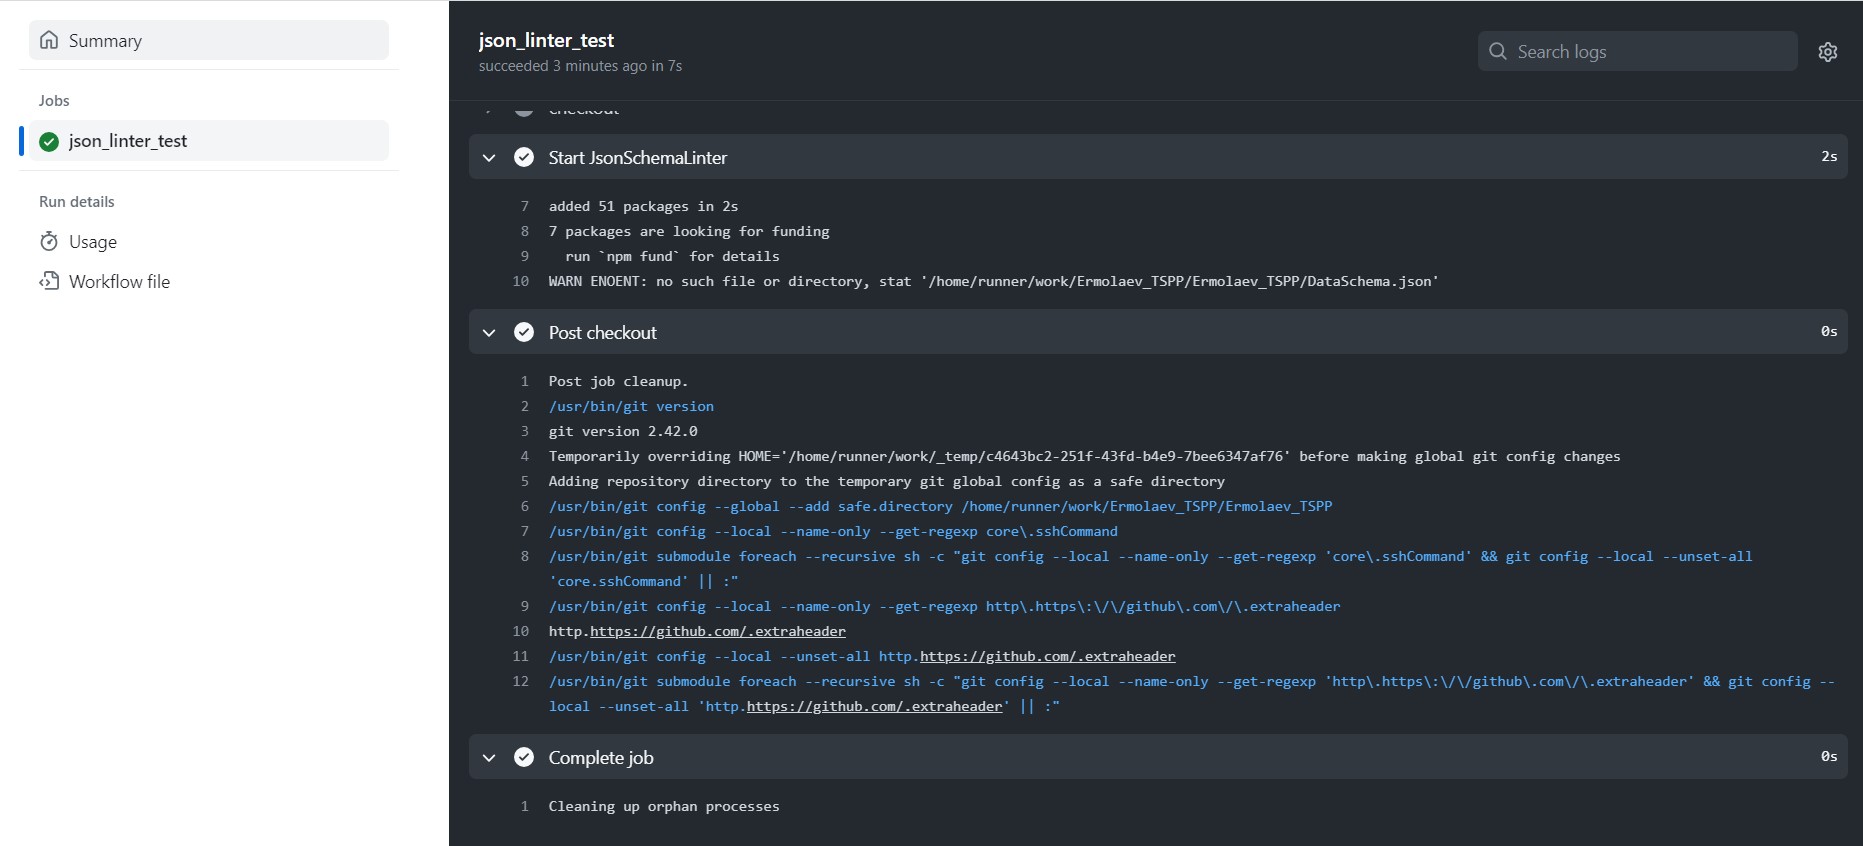 Summary
Jobs
json_linter_test
Run details
Usage
Workflow file
json_linter_test
succeeded 3 minutes ago in 7s
Search logs
checkout
Start JsonSchemaLinter 2s
7 added 51 packages in 2s
8 7 packages are looking for funding
9 run `npm fund` for details
10 WARN ENOENT: no such file or directory, stat '/home/runner/work/Ermolaev_TSPP/Ermolaev_TSPP/DataSchema.json'
Post checkout 0s
1 Post job cleanup.
2 /usr/bin/git version
3 git version 2.42.0
4 Temporarily overriding HOME='/home/runner/work/_temp/c4643bc2-251f-43fd-b4e9-7bee6347af76' before making global git config changes
5 Adding repository directory to the temporary git global config as a safe directory
6 /usr/bin/git config --global --add safe.directory /home/runner/work/Ermolaev_TSPP/Ermolaev_TSPP
7 /usr/bin/git config --local --name-only --get-regexp core\.sshCommand
8 /usr/bin/git submodule foreach --recursive sh -c "git config --local --name-only --get-regexp 'core\.sshCommand' && git config --local --unset-all
'core.sshCommand' || :"
9 /usr/bin/git config --local --name-only --get-regexp http\.https\:\/\/github\.com\/\.extraheader
10 http.https://github.com/.extraheader
11 /usr/bin/git config --local --unset-all http.https://github.com/.extraheader
12 /usr/bin/git submodule foreach --recursive sh -c "git config --local --name-only --get-regexp 'http\.https\:\/\/github\.com\/\.extraheader' && git config --
local --unset-all 'http.https://github.com/.extraheader' || :"
Complete job 0s
1 Cleaning up orphan processes